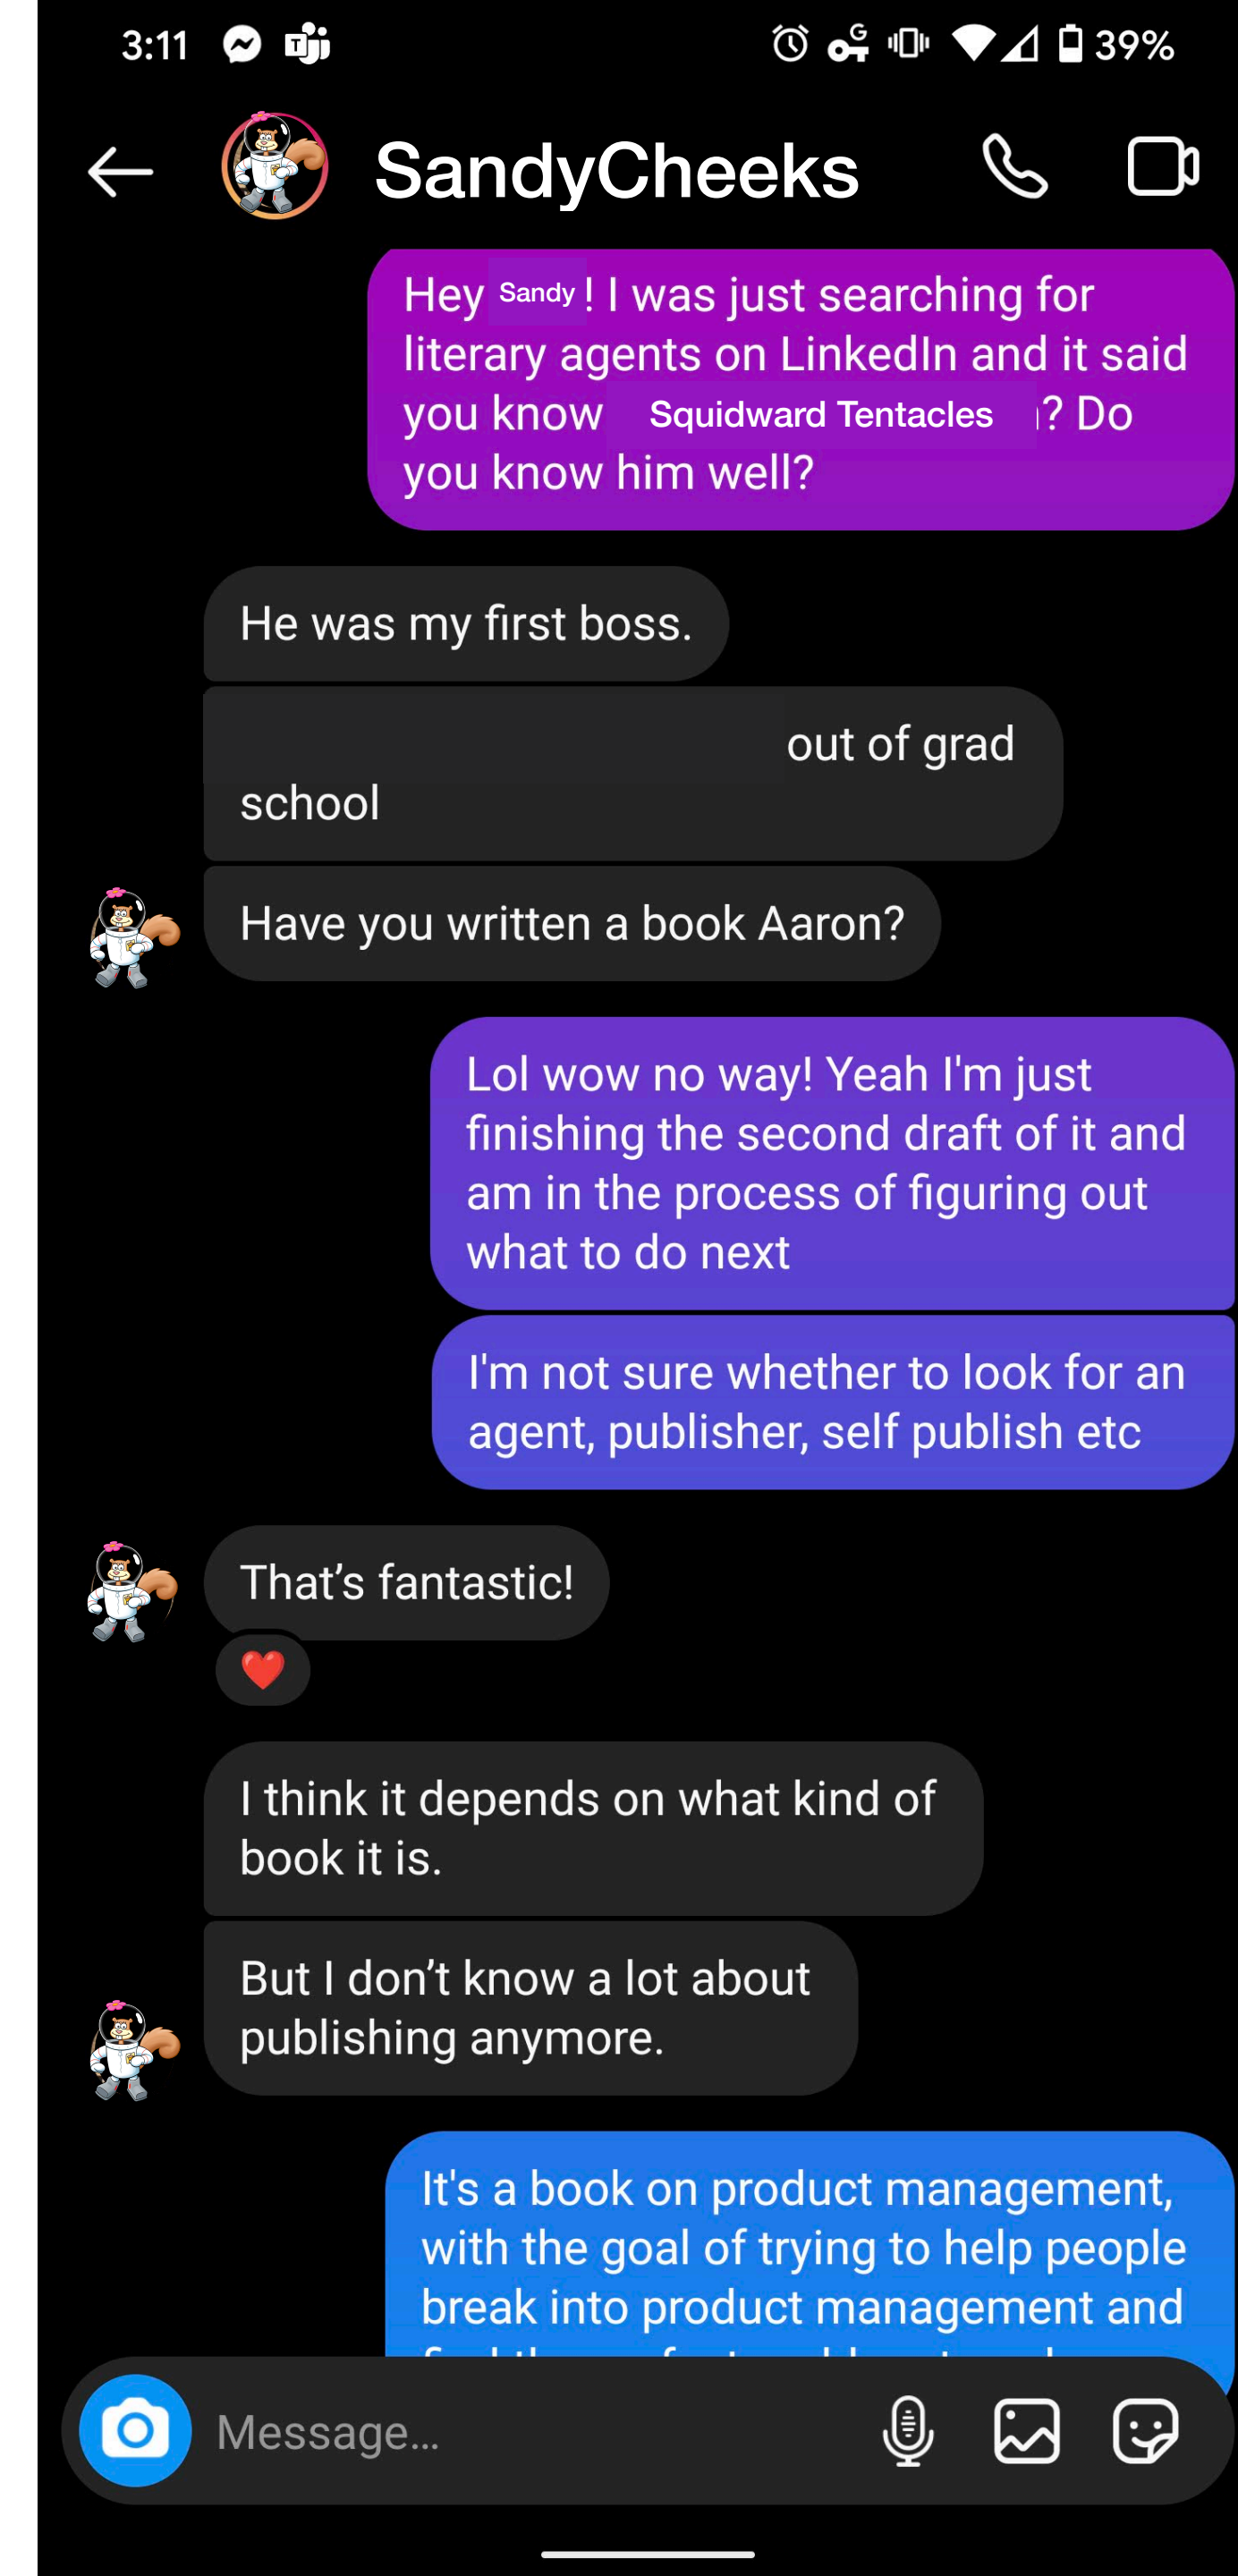 3:11
39%
SandyCheeks
Hey Sandy! I was just searching for
literary agents on LinkedIn and it said
you know Squidward Tentacles ? Do
you know him well?
He was my first boss.
out of grad
school
Have you written a book Aaron?
Lol wow no way! Yeah I'm just
finishing the second draft of it and
am in the process of figuring out
what to do next
I'm not sure whether to look for an
agent, publisher, self publish etc
That’s fantastic!
I think it depends on what kind of
book it is.
But I don’t know a lot about
publishing anymore.
It's a book on product management,
with the goal of trying to help people
break into product management and
Message...